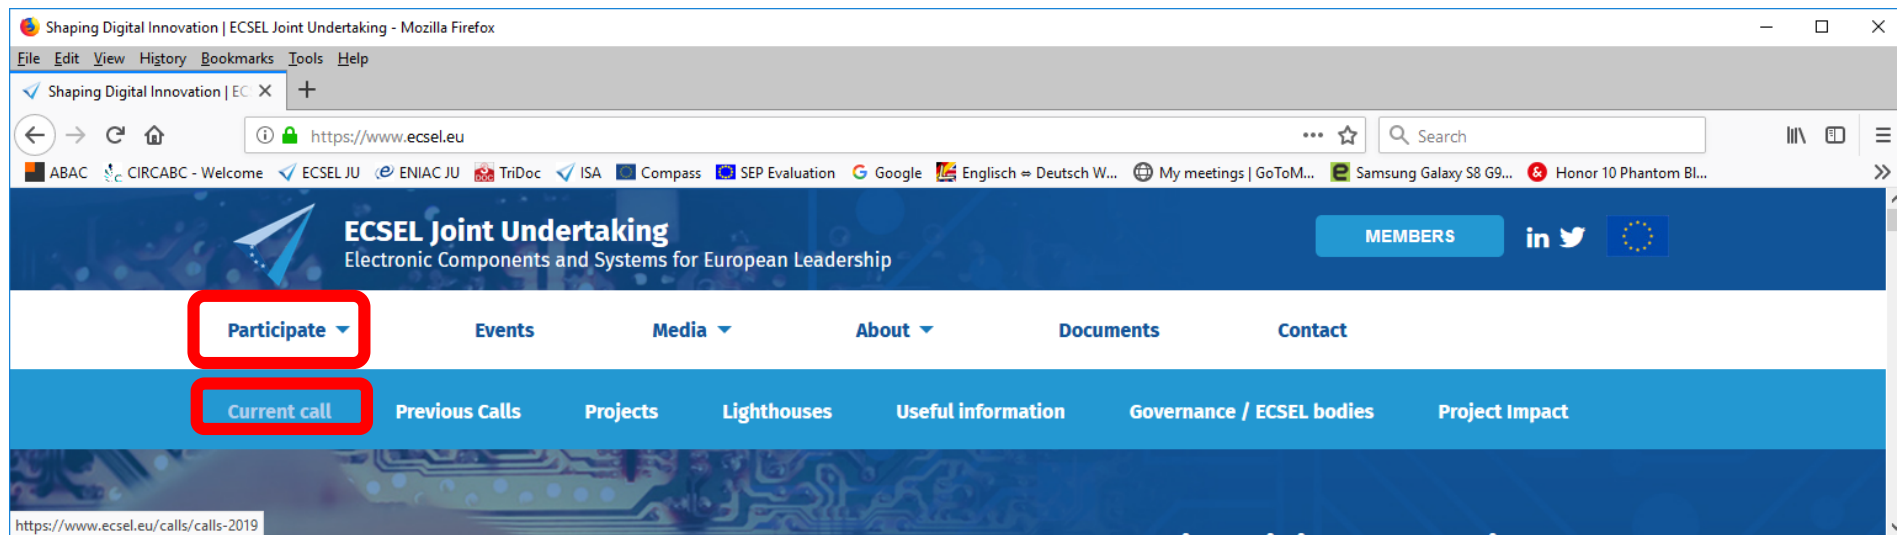 Shaping Digital Innovation | ECSEL Joint Undertaking - Mozilla Firefox
File Edit View History Bookmarks Tools Help
Shaping Digital Innovation | EC
https://www.ecsel.eu
Search
ABAC CIRCABC - Welcome ECSEL JU ENIAC JU TriDoc ISA Compass SEP Evaluation Google Englisch ⇔ Deutsch W... My meetings | GoToM... Samsung Galaxy S8 G9... Honor 10 Phantom Bl...
ECSEL Joint Undertaking
Electronic Components and Systems for European Leadership
MEMBERS
in
Participate Events Media About Documents Contact
Current call Previous Calls Projects Lighthouses Useful information Governance / ECSEL bodies Project Impact
https://www.ecsel.eu/calls/calls-2019